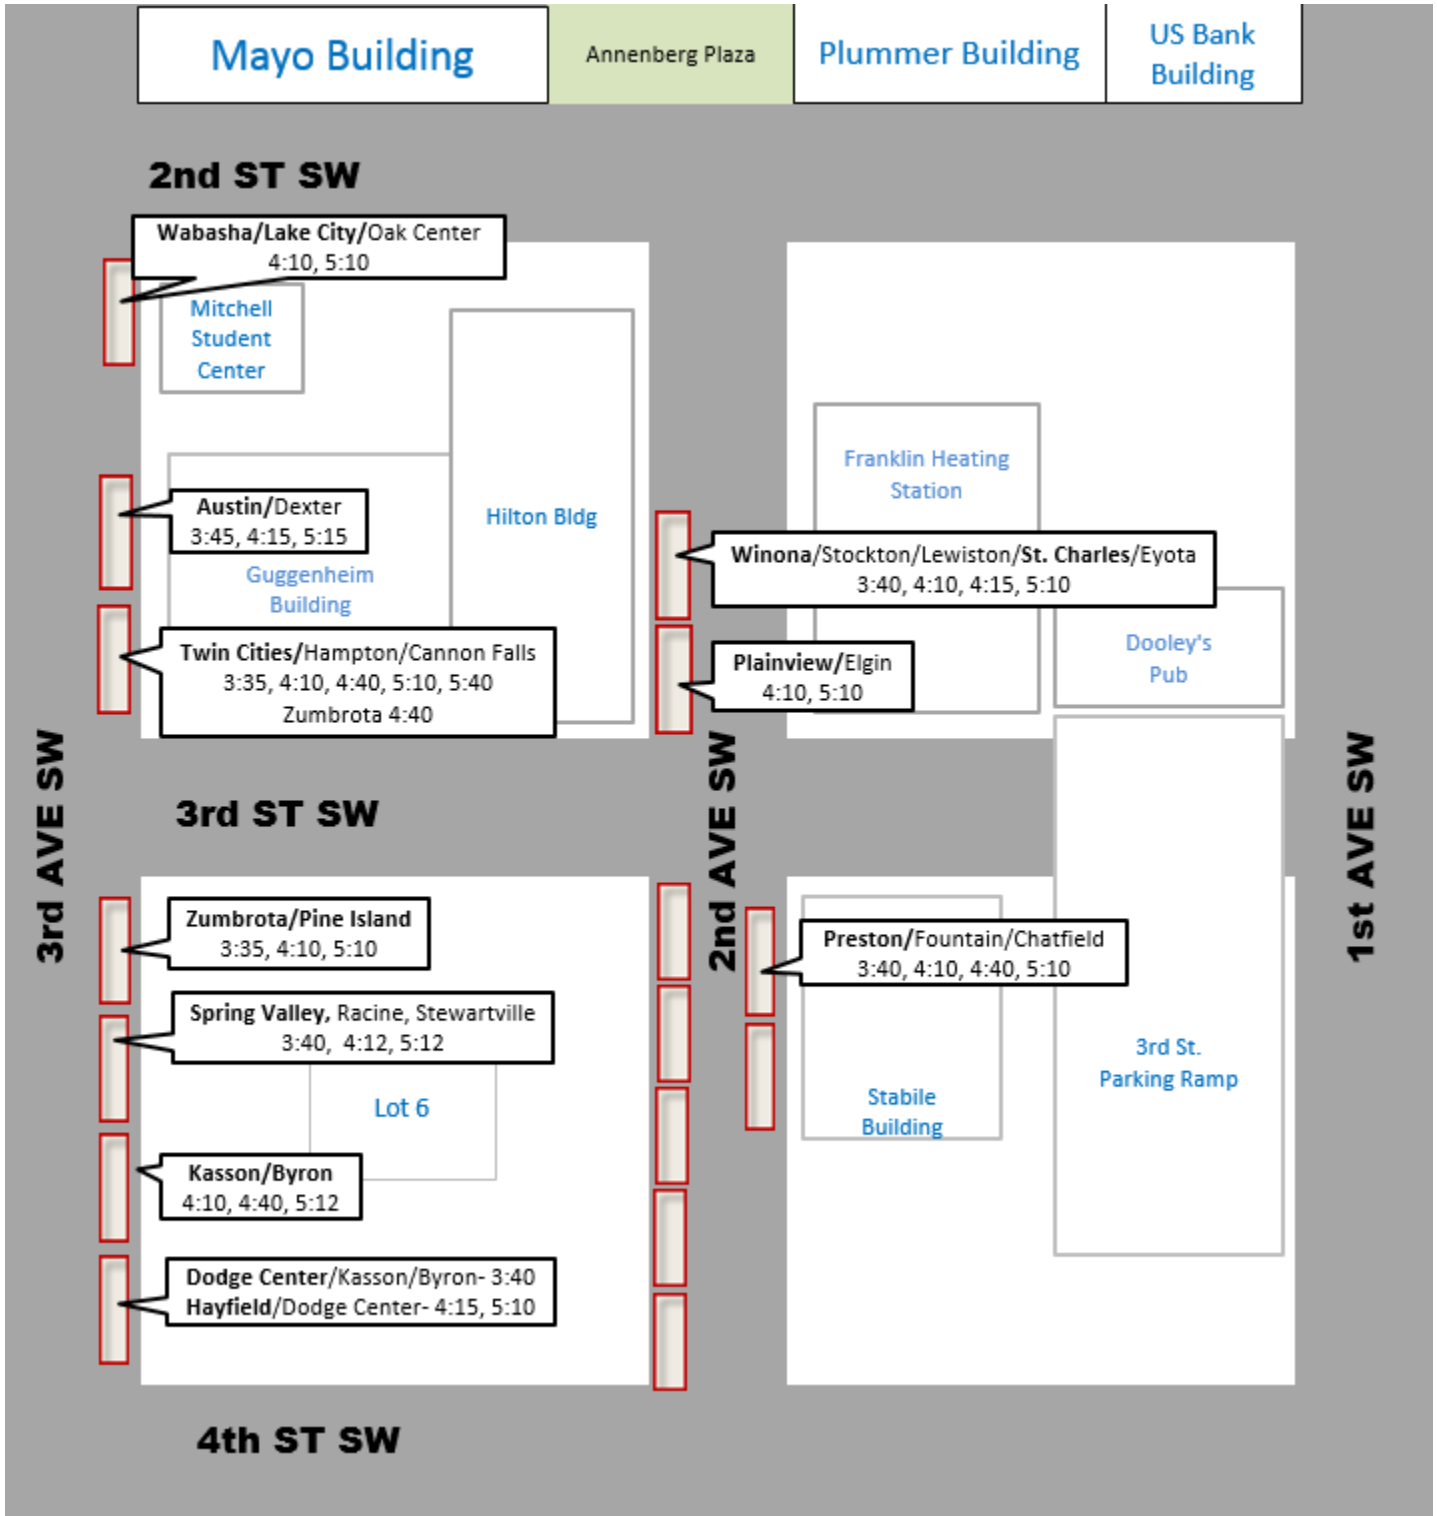 Mayo Building
Annenberg Plaza
Plummer Building
US Bank
Building
2nd ST SW
Wabasha/Lake City/Oak Center
4:10, 5:10
Mitchell
Student
Center
Franklin Heating
Station
Austin/Dexter
3:45, 4:15, 5:15
Hilton Bldg
Guggenheim
Building
Winona/Stockton/Lewiston/St. Charles/Eyota
3:40, 4:10, 4:15, 5:10
Twin Cities/Hampton/Cannon Falls
3:35, 4:10, 4:40, 5:10, 5:40
Zumbrota 4:40
Plainview/Elgin
4:10, 5:10
Dooley's
Pub
3rd AVE SW
3rd ST SW
2nd AVE SW
1st AVE SW
Zumbrota/Pine Island
3:35, 4:10, 5:10
Preston/Fountain/Chatfield
3:40, 4:10, 4:40, 5:10
Spring Valley, Racine, Stewartville
3:40, 4:12, 5:12
3rd St.
Parking Ramp
Lot 6
Stabile
Building
Kasson/Byron
4:10, 4:40, 5:12
Dodge Center/Kasson/Byron- 3:40
Hayfield/Dodge Center- 4:15, 5:10
4th ST SW